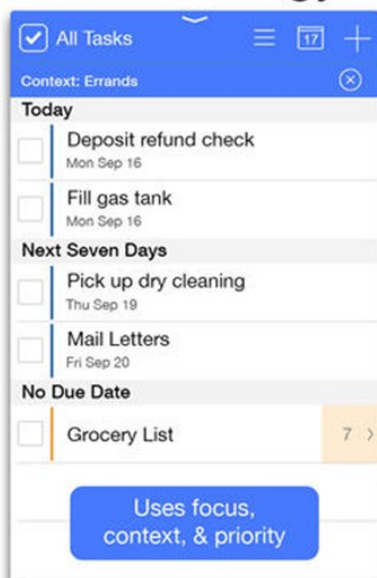 All Tasks
17
Context: Errands
Today
Deposit refund check
Mon Sep 16
Fill gas tank
Mon Sep 16
Next Seven Days
Pick up dry cleaning
Thu Sep 19
Mail Letters
Fri Sep 20
No Due Date
Grocery List 7
Uses focus,
context, & priority